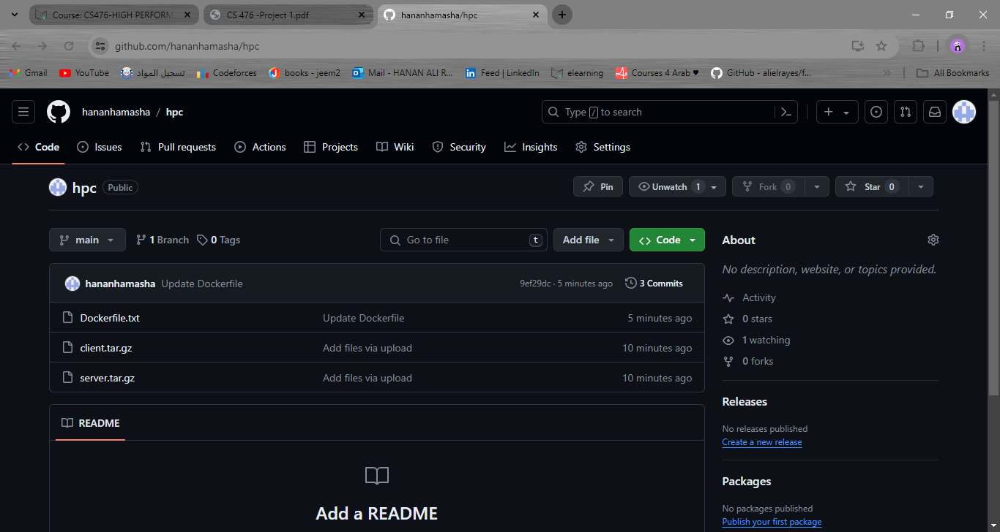 Course: CS476-HIGH PERFORM
CS 476 -Project 1.pdf
hananhamasha/hpc
github.com/hananhamasha/hpc
Gmail
YouTube
تسجيل المواد
Codeforces
books - jeem2
Mail - HANAN ALI R...
Feed | LinkedIn
elearning
Courses 4 Arab ♥
GitHub - alielrayes/f...
»
All Bookmarks
hananhamasha / hpc
Type / to search
Code
Issues
Pull requests
Actions
Projects
Wiki
Security
Insights
Settings
hpc Public
Pin
Unwatch 1
Fork 0
Star 0
main
1 Branch
0 Tags
Go to file t
Add file
Code
hananhamasha Update Dockerfile
9ef29dc · 5 minutes ago
3 Commits
Dockerfile.txt Update Dockerfile 5 minutes ago
client.tar.gz Add files via upload 10 minutes ago
server.tar.gz Add files via upload 10 minutes ago
README
Add a README
About
No description, website, or topics provided.
Activity
0 stars
1 watching
0 forks
Releases
No releases published
Create a new release
Packages
No packages published
Publish your first package